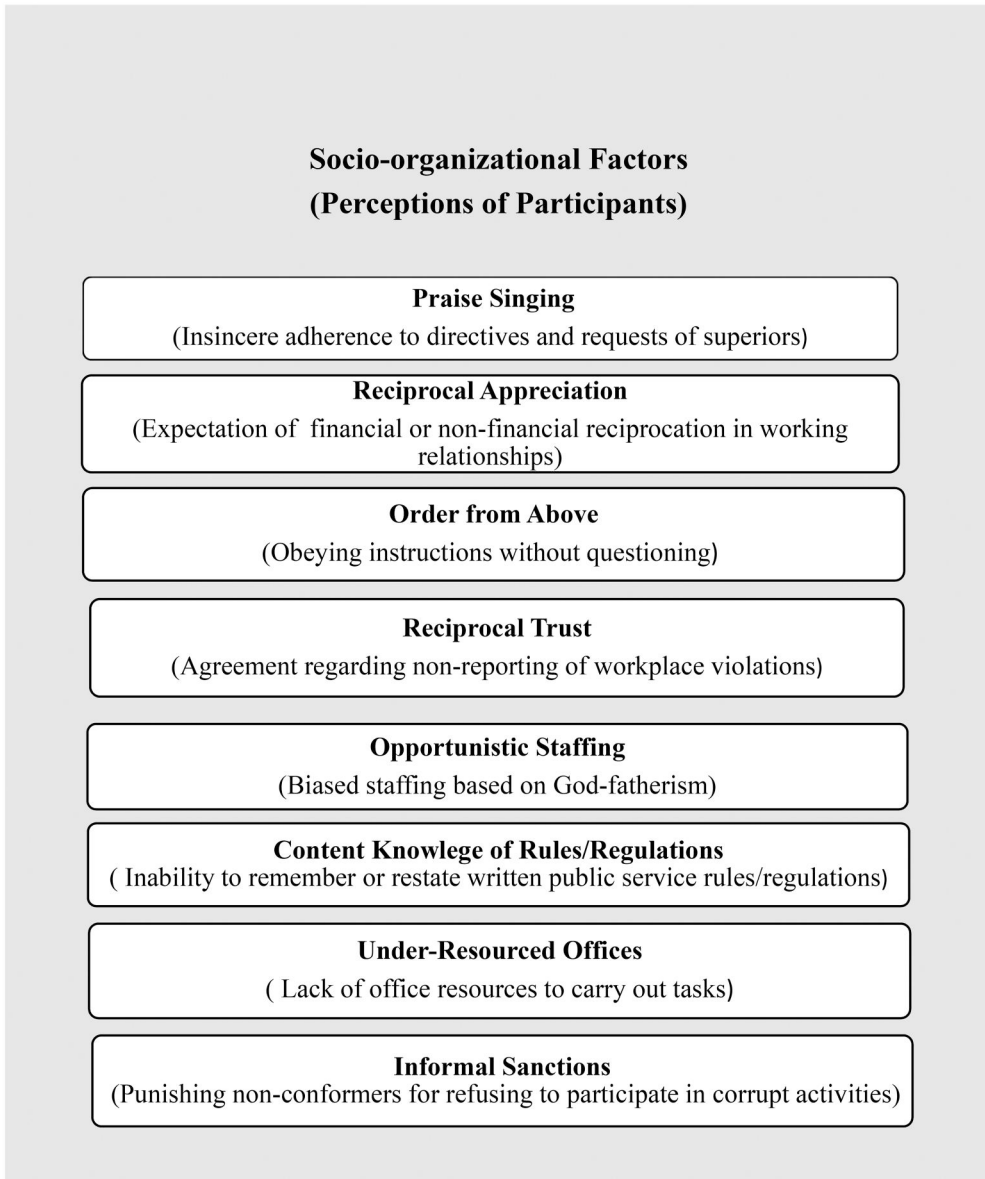 Socio-organizational Factors
(Perceptions of Participants)
Praise Singing
(Insincere adherence to directives and requests of superiors)
Reciprocal Appreciation
(Expectation of financial or non-financial reciprocation in working
relationships)
Order from Above
(Obeying instructions without questioning)
Reciprocal Trust
(Agreement regarding non-reporting of workplace violations)
Opportunistic Staffing
(Biased staffing based on God-fatherism)
Content Knowlege of Rules/Regulations
( Inability to remember or restate written public service rules/regulations)
Under-Resourced Offices
( Lack of office resources to carry out tasks)
Informal Sanctions
(Punishing non-conformers for refusing to participate in corrupt activities)